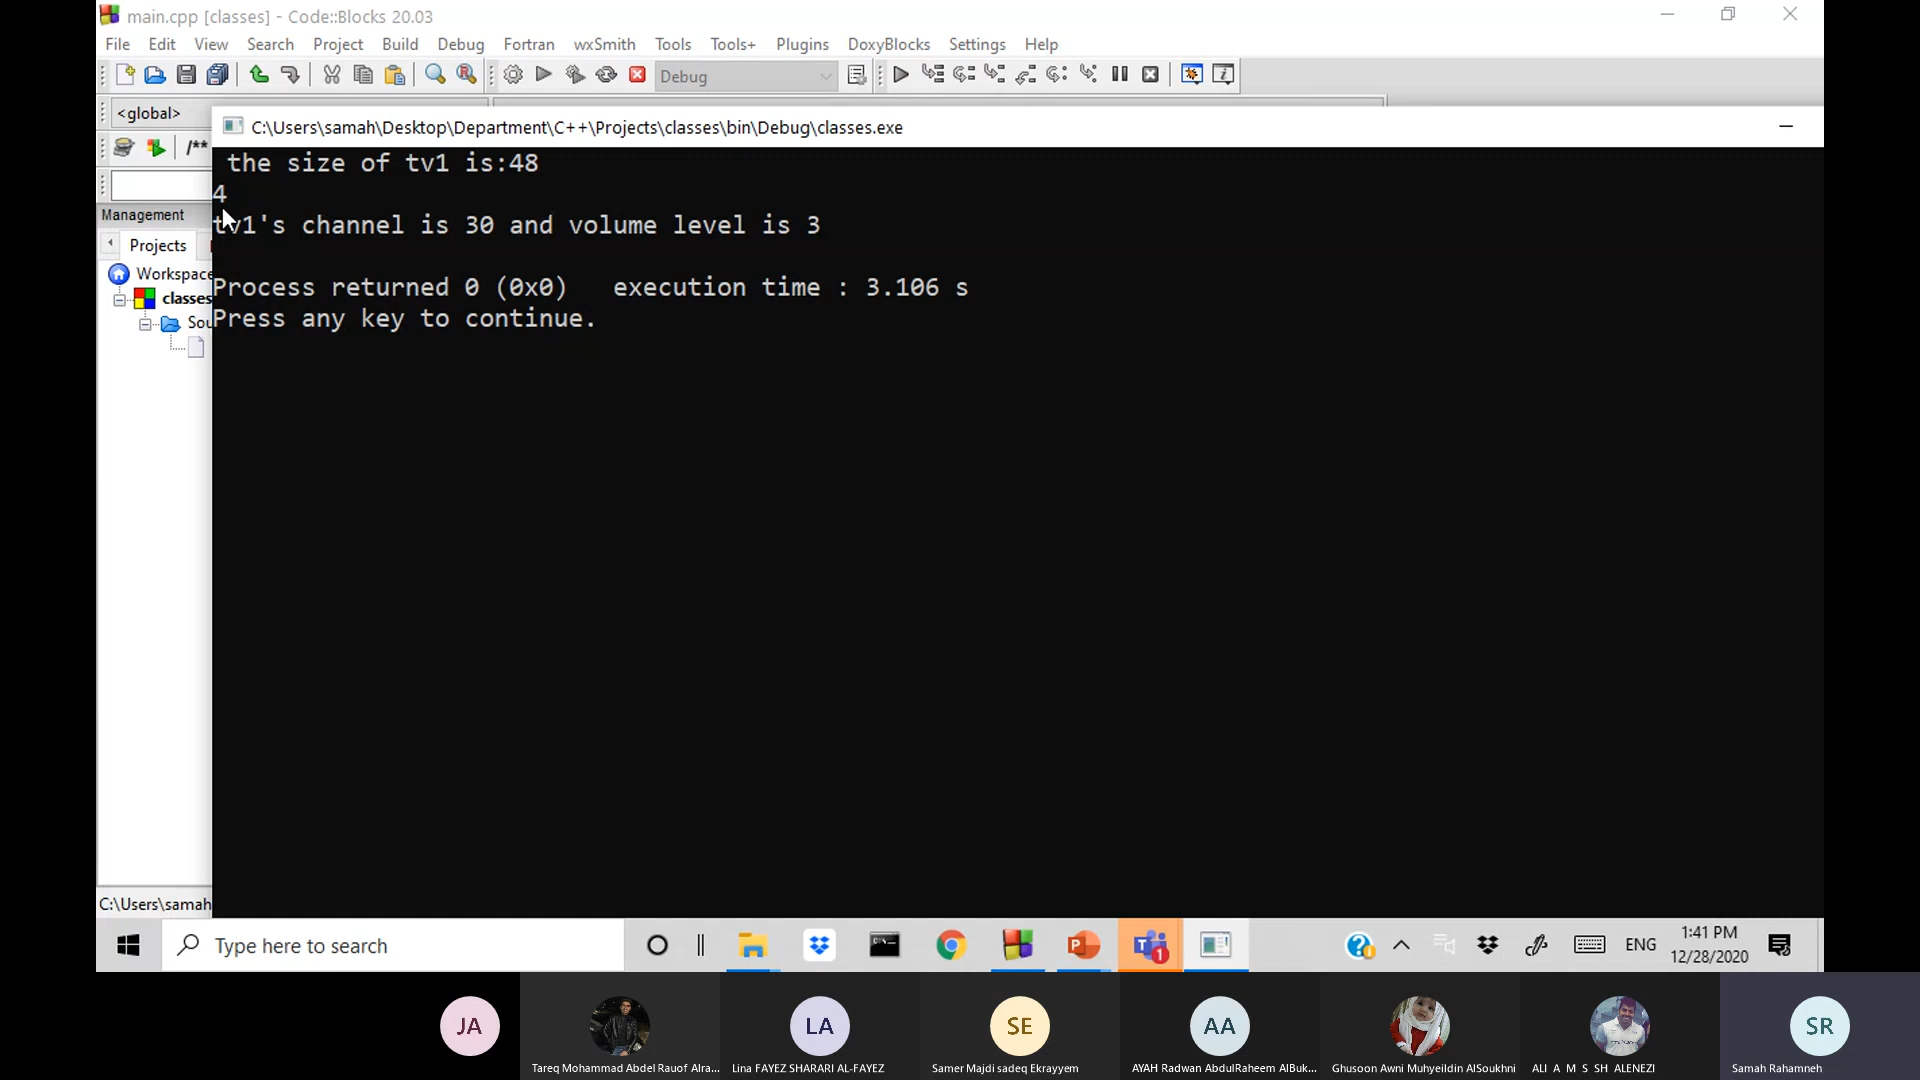 main.cpp [classes] - Code::Blocks 20.03
File Edit View Search Project Build Debug Fortran wxSmith Tools Tools+ Plugins DoxyBlocks Settings Help
Debug
<global>
C:\Users\samah\Desktop\Department\C++\Projects\classes\bin\Debug\classes.exe
/**
the size of tv1 is:48
4
tv1's channel is 30 and volume level is 3
Management
Projects
Workspace
classes
Sou
Process returned 0 (0x0)   execution time : 3.106 s
Press any key to continue.
C:\Users\samah
Type here to search
ENG
1:41 PM
12/28/2020
JA
LA
SE
AA
SR
Tareq Mohammad Abdel Rauof Alra...
Lina FAYEZ SHARARI AL-FAYEZ
Samer Majdi sadeq Ekrayyem
AYAH Radwan AbdulRaheem AlBuk...
Ghusoon Awni Muhyeildin AlSoukhni
ALI A M S SH ALENEZI
Samah Rahamneh